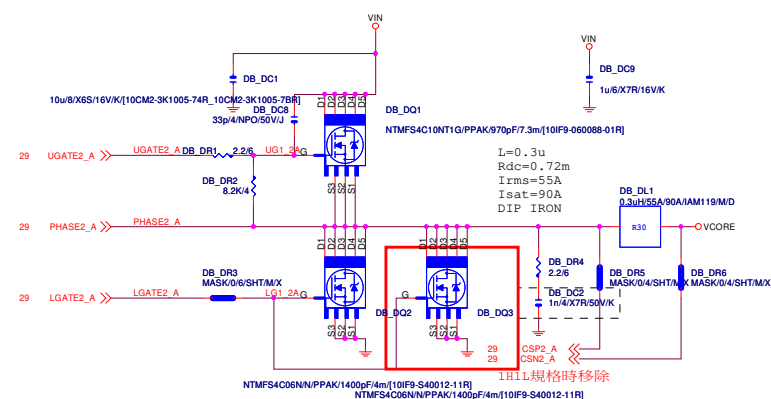 VIN
VIN
DB_DC1
DB_DC9
1u/6/X7R/16V/K
10u/8/X6S/16V/K/[10CM2-3K1005-74R_10CM2-3K1005-7BR]
DB_DC8
33p/4/NPO/50V/J
D1 D2 D3 D4 D5
DB_DQ1
NTMFS4C10NT1G/PPAK/970pF/7.3m/[10IF9-060088-01R]
29 UGATE2_A UGATE2_A DB_DR1 2.2/6 UG1_2A G
S3 S2 S1
L=0.3u
Rdc=0.72m
Irms=55A
Isat=90A
DIP IRON
DB_DR2
8.2K/4
DB_DL1
0.3uH/55A/90A/IAM119/M/D
R30
VCORE
29 PHASE2_A PHASE2_A
D1 D2 D3 D4 D5
D1 D2 D3 D4 D5
DB_DR4
2.2/6
DB_DR3
MASK/0/6/SHT/M/X
DB_DR5
MASK/0/4/SHT/M/X
DB_DR6
MASK/0/4/SHT/M/X
29 LGATE2_A LGATE2_A LG1_2A G
G
DB_DC2
1n/4/X7R/50V/K
DB_DQ2
DB_DQ3
S3 S2 S1
S3 S2 S1
29 CSP2_A
29 CSN2_A
1H1L規格時移除
NTMFS4C06N/N/PPAK/1400pF/4m/[10IF9-S40012-11R]
NTMFS4C06N/N/PPAK/1400pF/4m/[10IF9-S40012-11R]